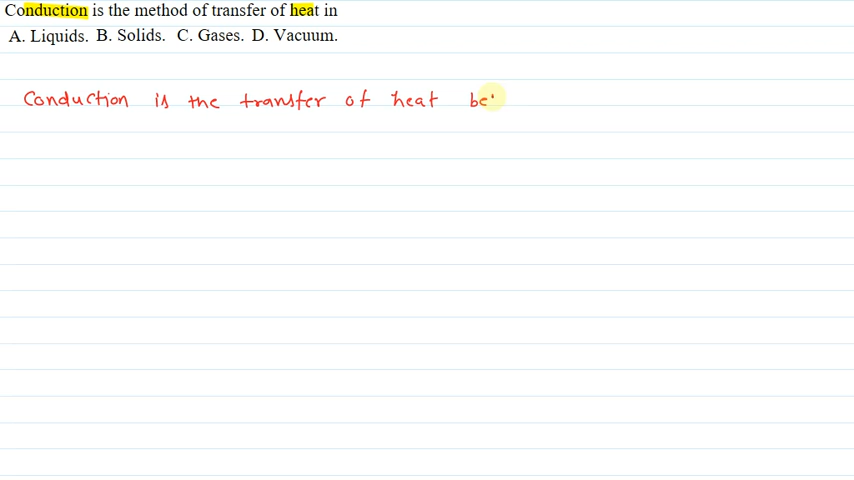 Conduction is the method of transfer of heat in
A. Liquids. B. Solids. C. Gases. D. Vacuum.
Conduction is the transfer of heat be